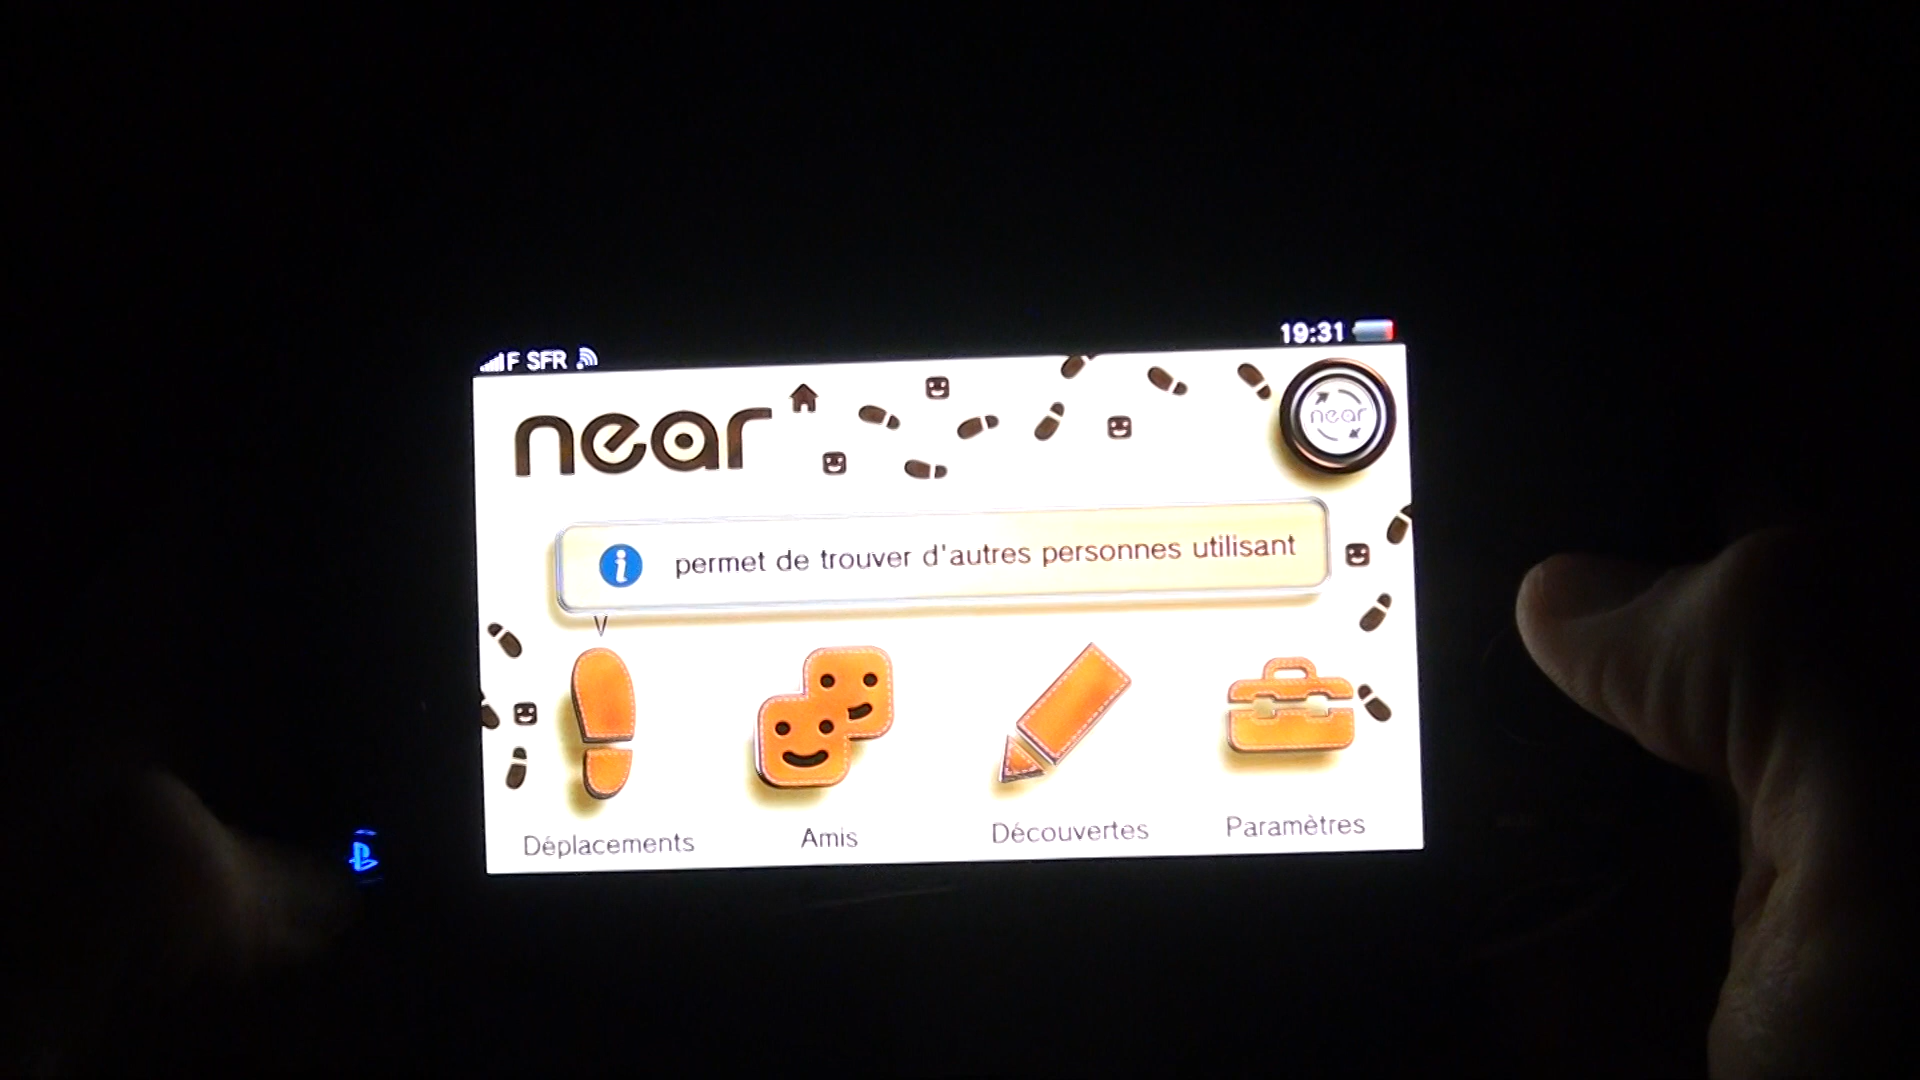 F SFR
19:31
near
near
permet de trouver d'autres personnes utilisant
Déplacements
Amis
Découvertes
Paramètres